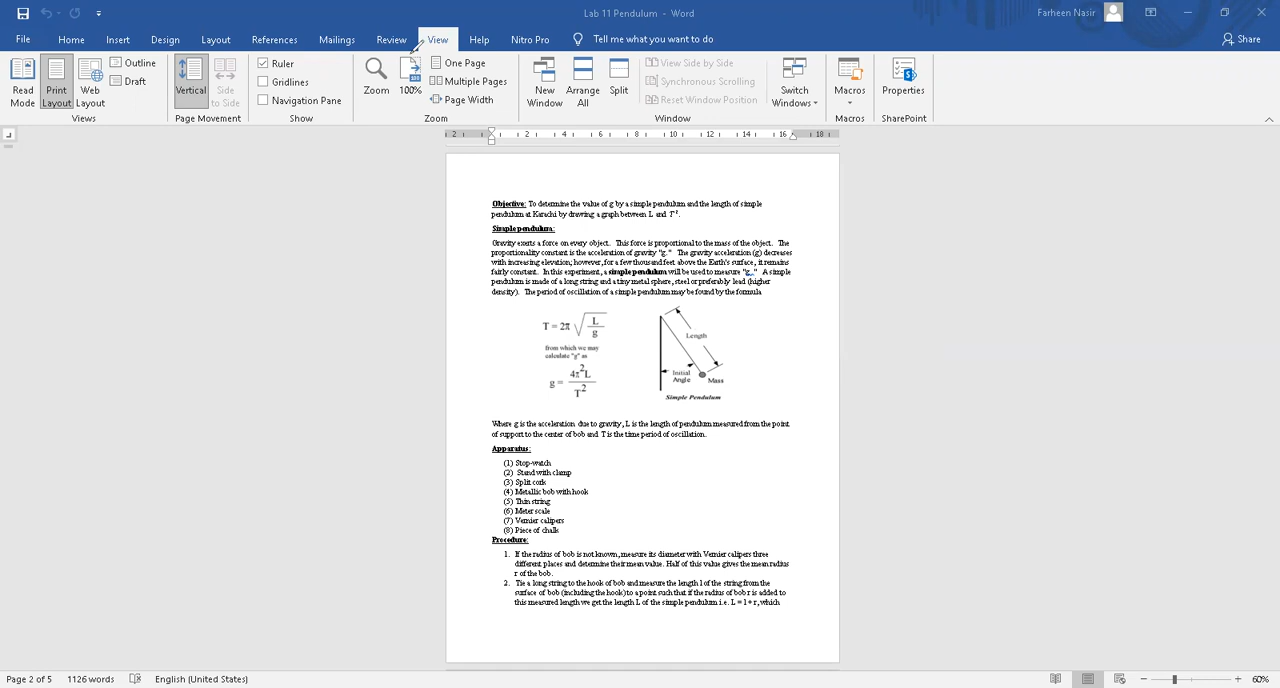 Lab 11 Pendulum - Word
Farheen Nasir
File Home Insert Design Layout References Mailings Review View Help Nitro Pro Tell me what you want to do Share
Read Mode
Print Layout
Web Layout
Outline
Draft
Views
Vertical
Side to Side
Page Movement
Ruler
Gridlines
Navigation Pane
Show
Zoom
100%
One Page
Multiple Pages
Page Width
Zoom
New Window
Arrange All
Split
View Side by Side
Synchronous Scrolling
Reset Window Position
Window
Switch Windows
Macros
Macros
Properties
SharePoint
2 2 4 6 8 10 12 14 16 18
Objective: To determine the value of g by a simple pendulum and the length of simple
pendulum at Karachi by drawing a graph between L and T².
Simple pendulum:
Gravity exerts a force on every object. This force is proportional to the mass of the object. The
proportionality constant is the acceleration of gravity "g." The gravity acceleration (g) decreases
with increasing elevation; however, for a few thousand feet above the Earth's surface, it remains
fairly constant. In this experiment, a simple pendulum will be used to measure "g." A simple
pendulum is made of a long string and a tiny metal sphere, steel or preferably lead (higher
density). The period of oscillation of a simple pendulum may be found by the formula
T = 2π √(L/g)
from which we may
calculate "g" as
g = 4π²L / T²
Length
Initial
Angle
Mass
Simple Pendulum
Where g is the acceleration due to gravity, L is the length of pendulum measured from the point
of support to the center of bob and T is the time period of oscillation.
Apparatus:
(1) Stop-watch
(2) Stand with clamp
(3) Split cork
(4) Metallic bob with hook
(5) Thin string
(6) Meter scale
(7) Vernier calipers
(8) Piece of chalk
Procedure:
1. If the radius of bob is not known, measure its diameter with Vernier calipers three
different places and determine their mean value. Half of this value gives the mean radius
r of the bob.
2. Tie a long string to the hook of bob and measure the length l of the string from the
surface of bob (including the hook) to a point such that if the radius of bob r is added to
this measured length we get the length L of the simple pendulum i.e. L = l + r, which
Page 2 of 5 1126 words English (United States) 60%